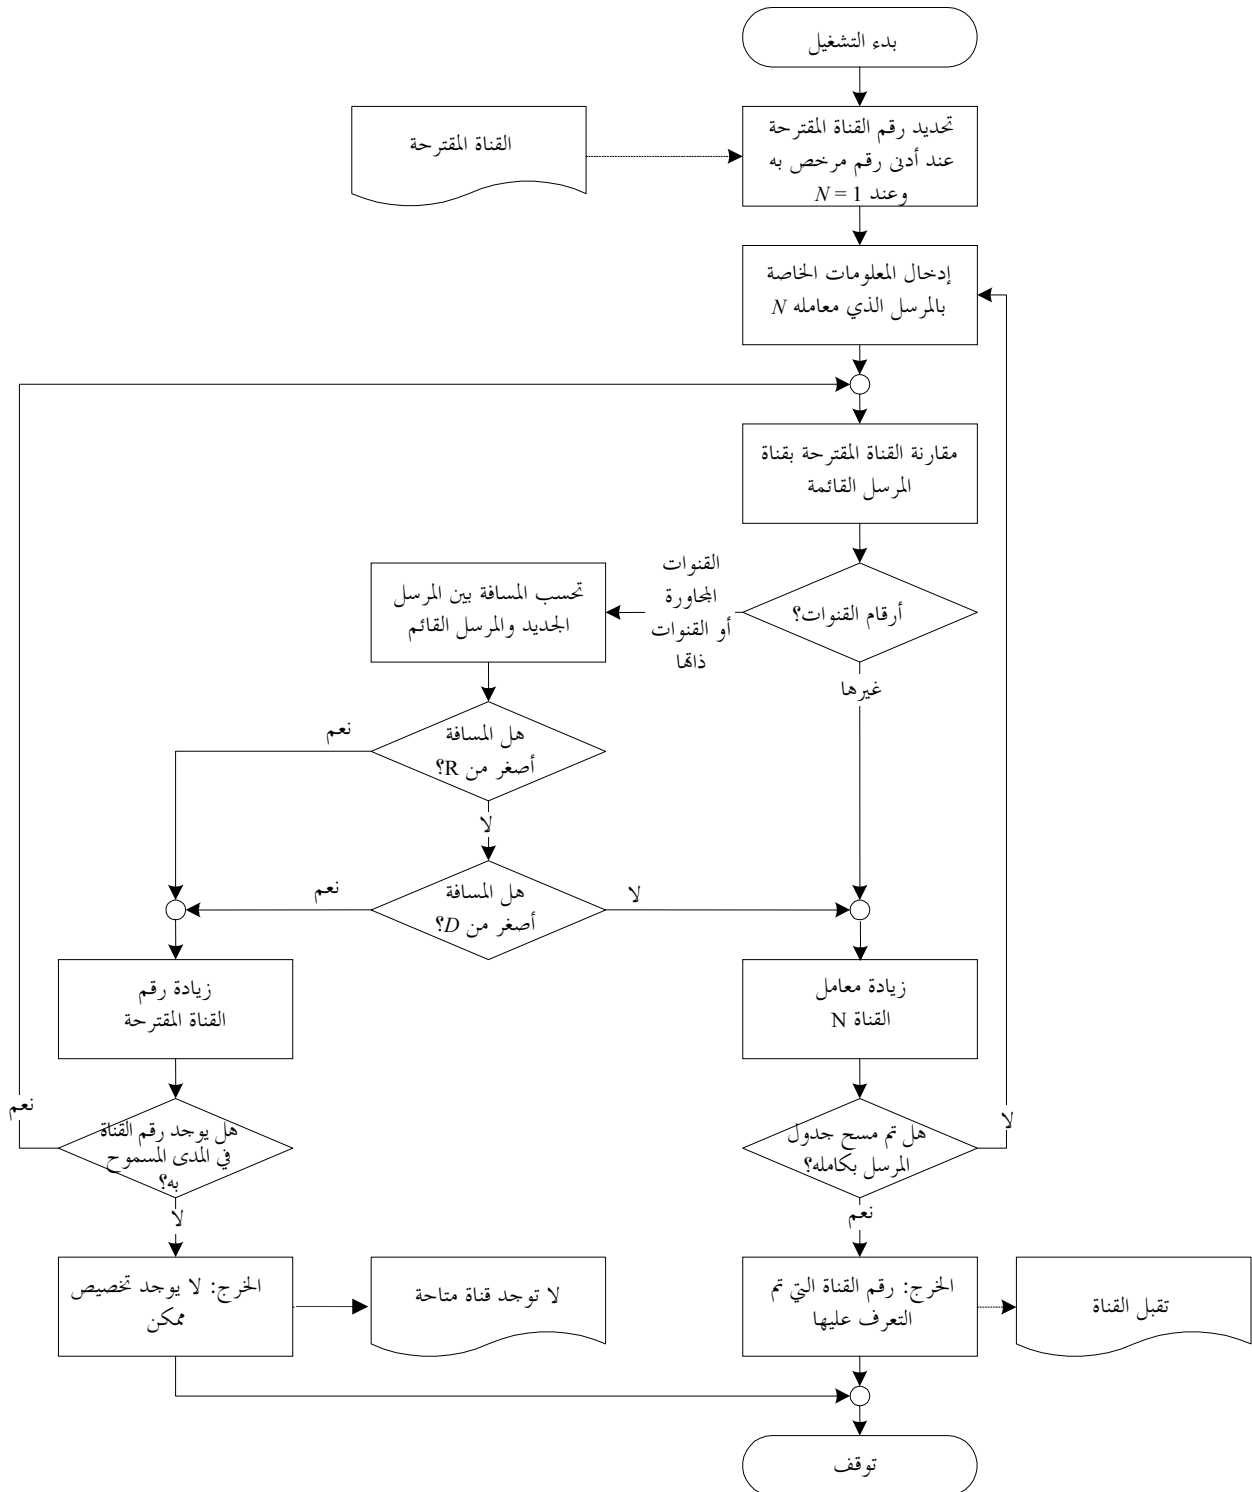 بدء التشغيل
القناة المقترحة
تحديد رقم القناة المقترحة
عند أدنى رقم مرخص به
وعند N = 1
إدخال المعلومات الخاصة
بالمرسل الذي معامله N
مقارنة القناة المقترحة بقناة
المرسل القائمة
أرقام القنوات؟
القنوات
المجاورة
أو القنوات
ذاتها
غيرها
تحسب المسافة بين المرسل
الجديد والمرسل القائم
هل المسافة
أصغر من R؟
نعم
لا
هل المسافة
أصغر من D؟
نعم
لا
زيادة رقم
القناة المقترحة
زيادة معامل
القناة N
هل يوجد رقم القناة
في المدى المسموح
به؟
نعم
لا
هل تم مسح جدول
المرسل بكامله؟
لا
نعم
الخرج: لا يوجد تخصيص
ممكن
لا توجد قناة متاحة
الخرج: رقم القناة التي تم
التعرف عليها
تقبل القناة
توقف